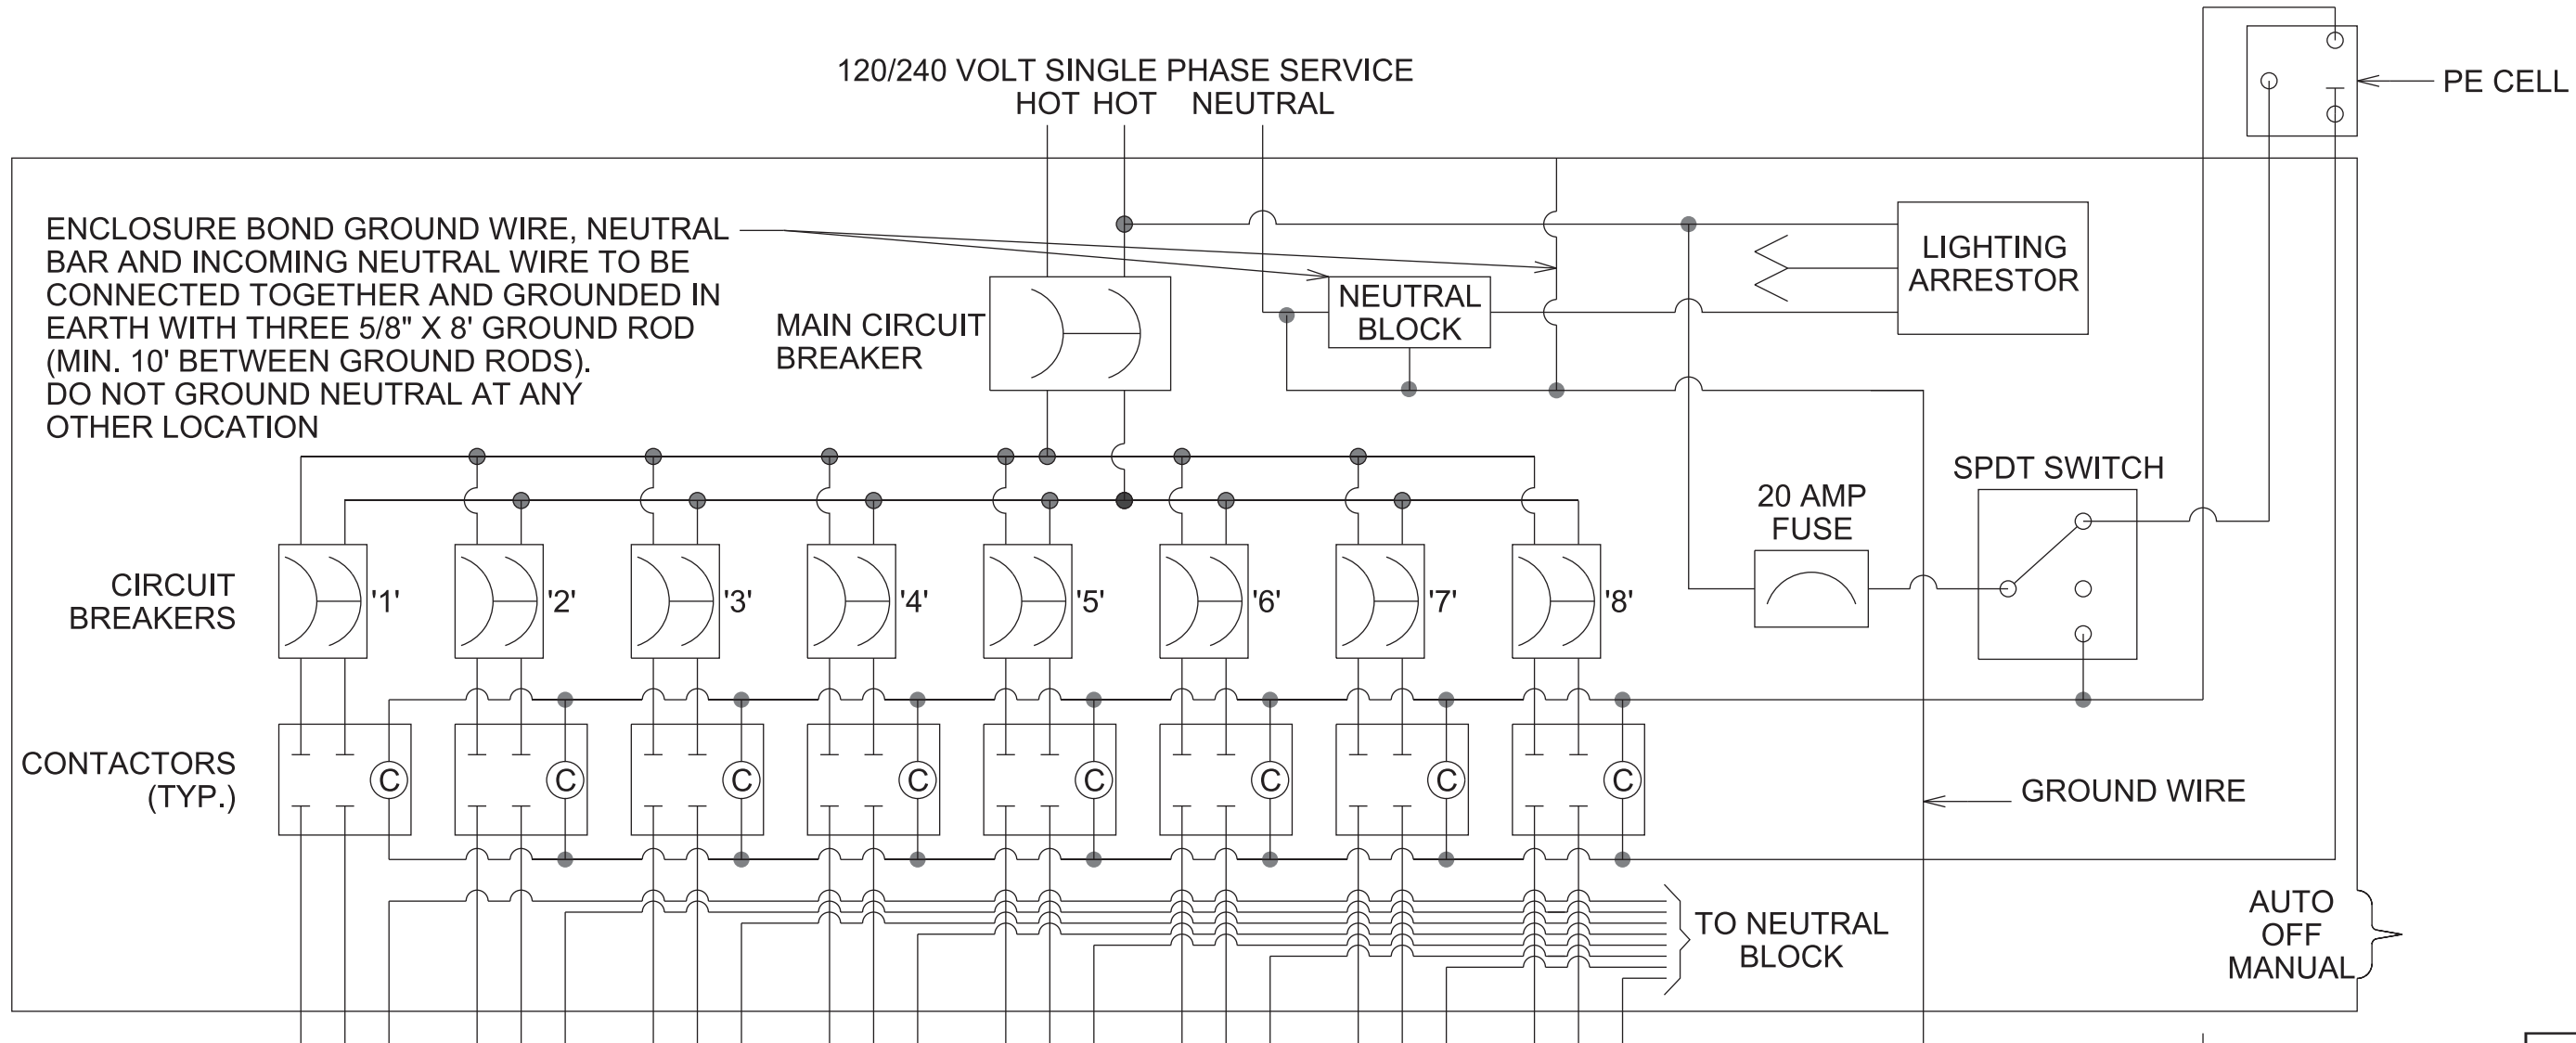 120/240 VOLT SINGLE PHASE SERVICE
HOT HOT NEUTRAL
PE CELL
ENCLOSURE BOND GROUND WIRE, NEUTRAL
BAR AND INCOMING NEUTRAL WIRE TO BE
CONNECTED TOGETHER AND GROUNDED IN
EARTH WITH THREE 5/8" X 8' GROUND ROD
(MIN. 10' BETWEEN GROUND RODS).
DO NOT GROUND NEUTRAL AT ANY
OTHER LOCATION
MAIN CIRCUIT
BREAKER
NEUTRAL
BLOCK
LIGHTING
ARRESTOR
SPDT SWITCH
20 AMP
FUSE
CIRCUIT
BREAKERS
'1' '2' '3' '4' '5' '6' '7' '8'
CONTACTORS
(TYP.)
C C C C C C C C
GROUND WIRE
TO NEUTRAL
BLOCK
AUTO
OFF
MANUAL